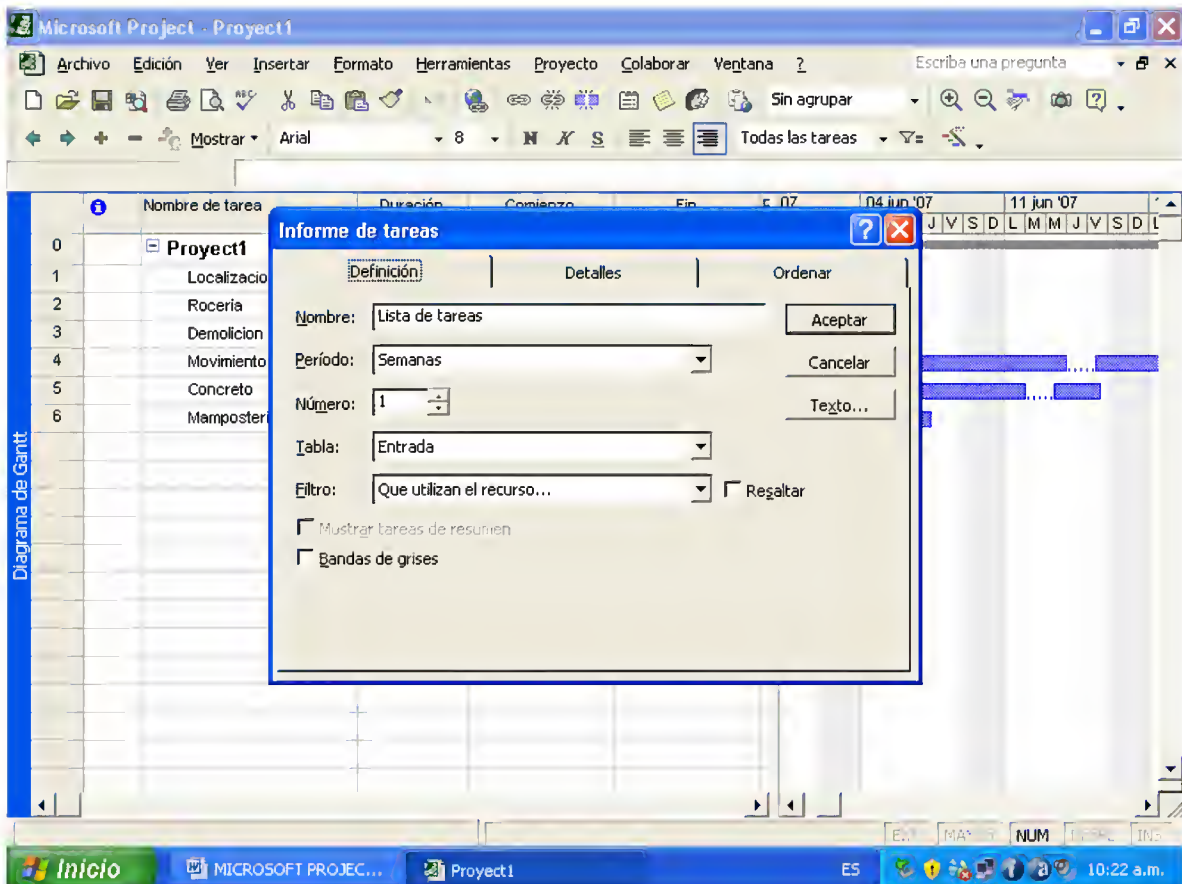 Microsoft Project - Proyect1
Archivo Edición Ver Insertar Formato Herramientas Proyecto Colaborar Ventana ? Escriba una pregunta
ABC Sin agrupar
Mostrar Arial 8 N K S Todas las tareas
Nombre de tarea Duración Comienzo Fin 07 04 jun '07 11 jun '07
J V S D L M M J V S D L
0 Proyect1
1 Localizacio
2 Roceria
3 Demolicion
4 Movimiento
5 Concreto
6 Mamposteri
Diagrama de Gantt
Informe de tareas
Definición Detalles Ordenar
Nombre: Lista de tareas Aceptar
Período: Semanas Cancelar
Número: 1 Texto...
Tabla: Entrada
Filtro: Que utilizan el recurso... Resaltar
Mostrar tareas de resumen
Bandas de grises
NUM
Inicio MICROSOFT PROJEC... Proyect1 ES 10:22 a.m.